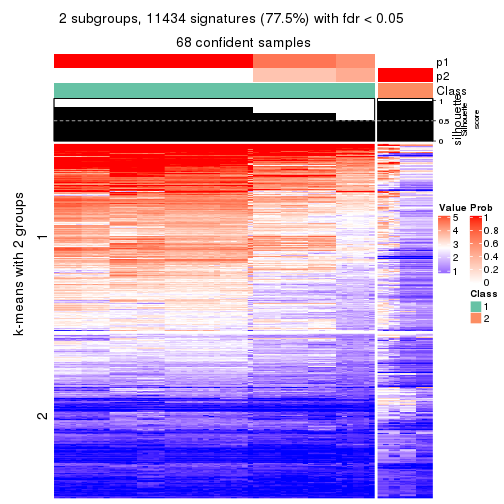 2 subgroups, 11434 signatures (77.5%) with fdr < 0.05
68 confident samples
p1
p2
Class
1
0.5
0
silhouette
Silhouette
score
k-means with 2 groups
1
2
Value
5
4
3
2
1
Prob
1
0.8
0.6
0.4
0.2
0
Class
1
2